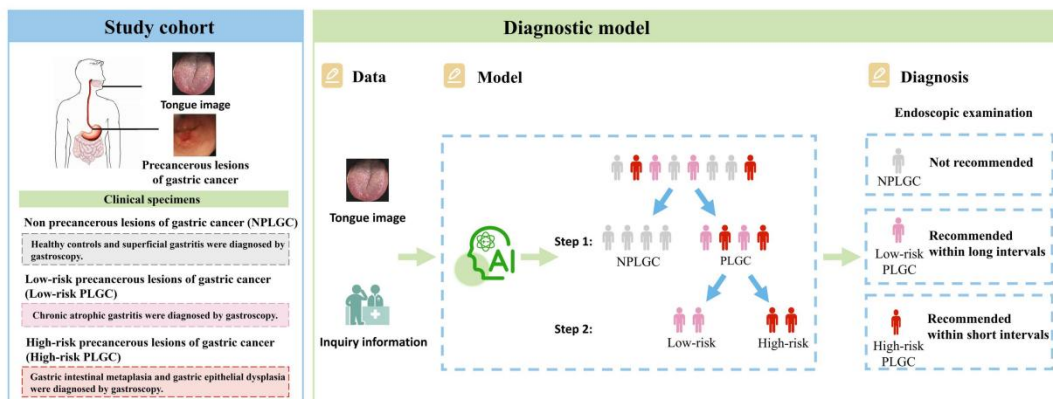 Study cohort
Tongue image
Precancerous lesions
of gastric cancer
Clinical specimens
Non precancerous lesions of gastric cancer (NPLGC)
Healthy controls and superficial gastritis were diagnosed by
gastroscopy.
Low-risk precancerous lesions of gastric cancer
(Low-risk PLGC)
Chronic atrophic gastritis were diagnosed by gastroscopy.
High-risk precancerous lesions of gastric cancer
(High-risk PLGC)
Gastric intestinal metaplasia and gastric epithelial dysplasia
were diagnosed by gastroscopy.
Diagnostic model
Data
Tongue image
Inquiry information
Model
AI
Step 1:
NPLGC
PLGC
Step 2:
Low-risk
High-risk
Diagnosis
Endoscopic examination
NPLGC
Not recommended
Low-risk
PLGC
Recommended
within long intervals
High-risk
PLGC
Recommended
within short intervals